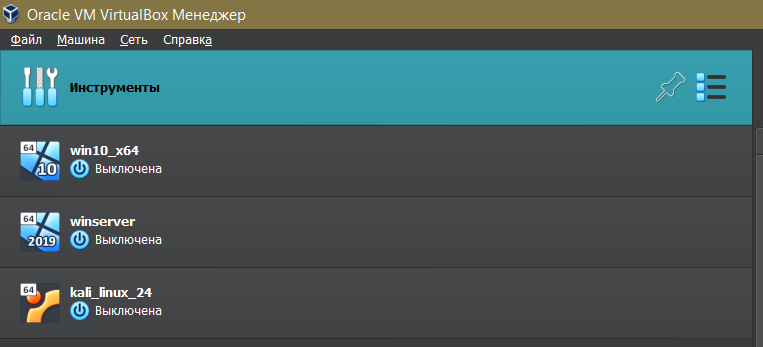 Oracle VM VirtualBox Менеджер
Файл Машина Сеть Справка
Инструменты
64 10 win10_x64
Выключена
64 2019 winserver
Выключена
64 kali_linux_24
Выключена